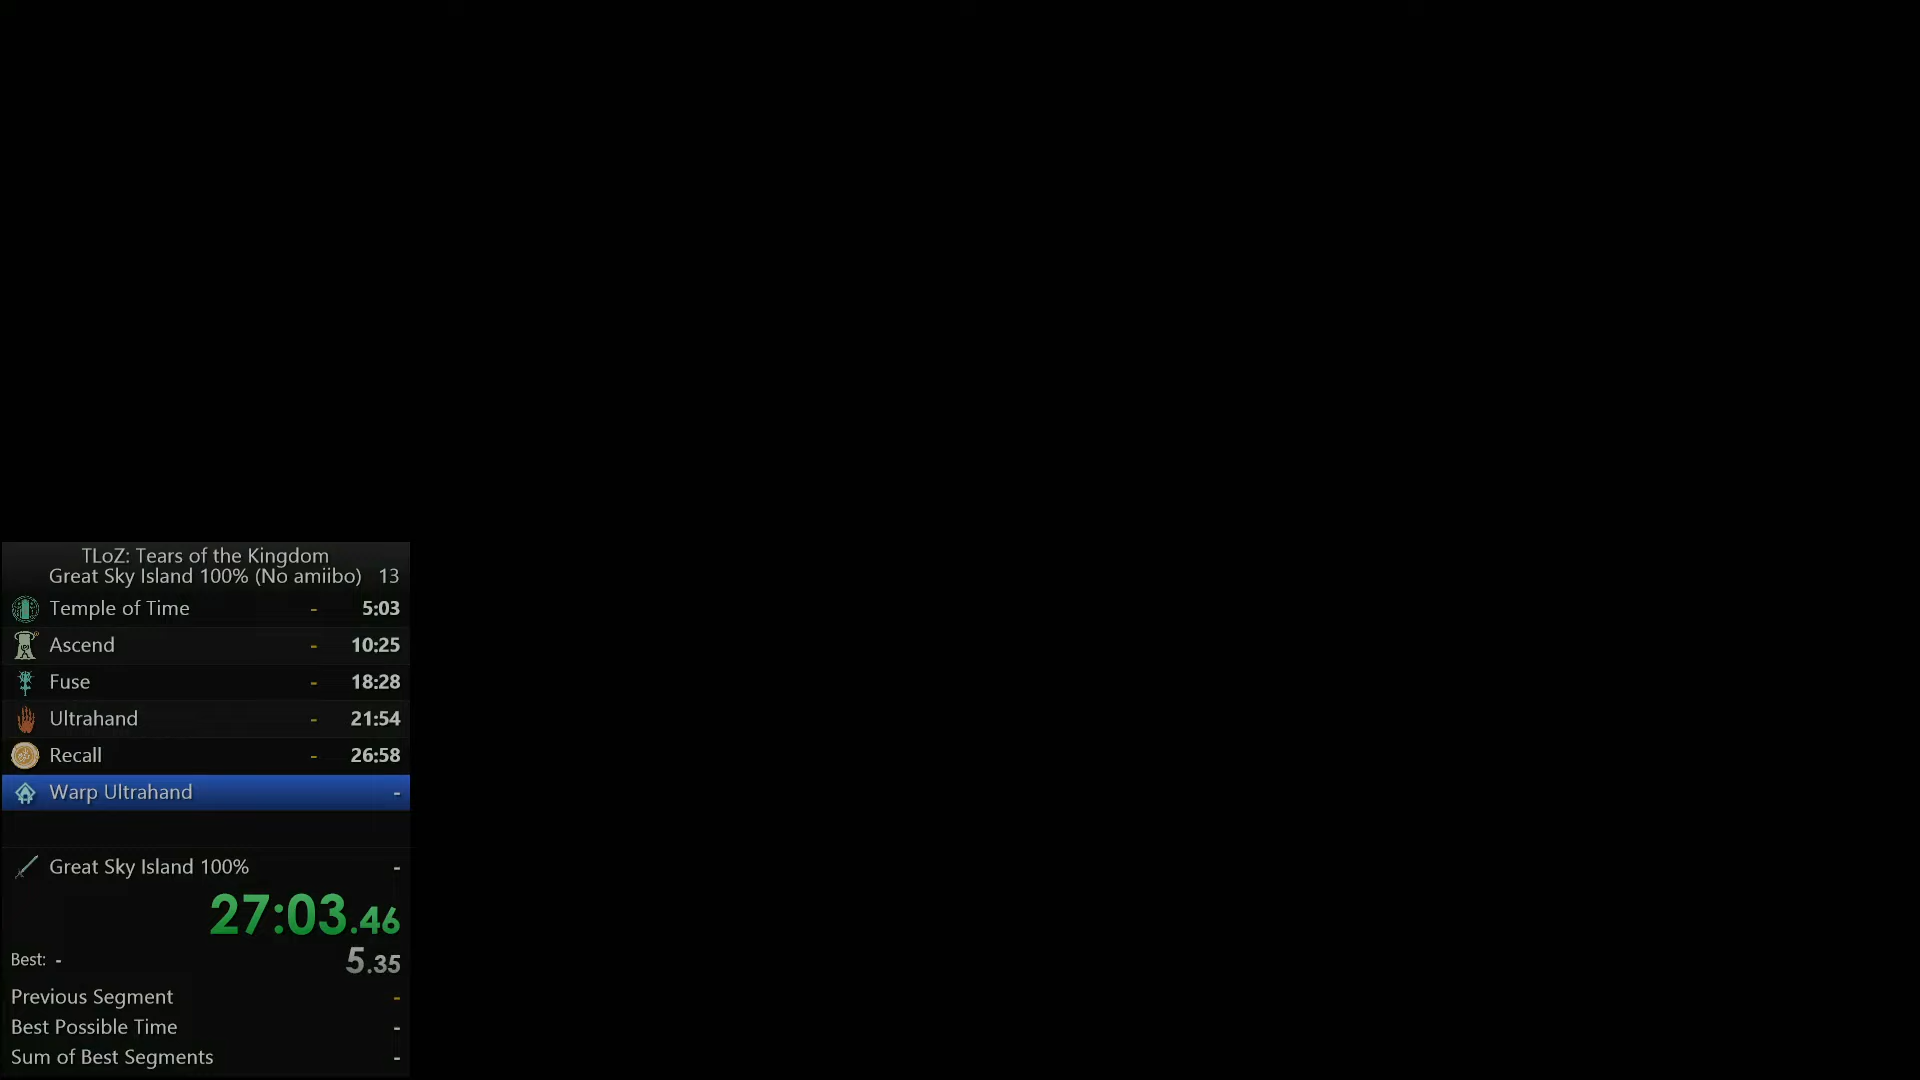 TLoZ: Tears of the Kingdom
Great Sky Island 100% (No amiibo) 13
Temple of Time - 5:03
Ascend - 10:25
Fuse - 18:28
Ultrahand - 21:54
Recall - 26:58
Warp Ultrahand -
Great Sky Island 100% -
27:03.46
Best: - 5.35
Previous Segment -
Best Possible Time -
Sum of Best Segments -